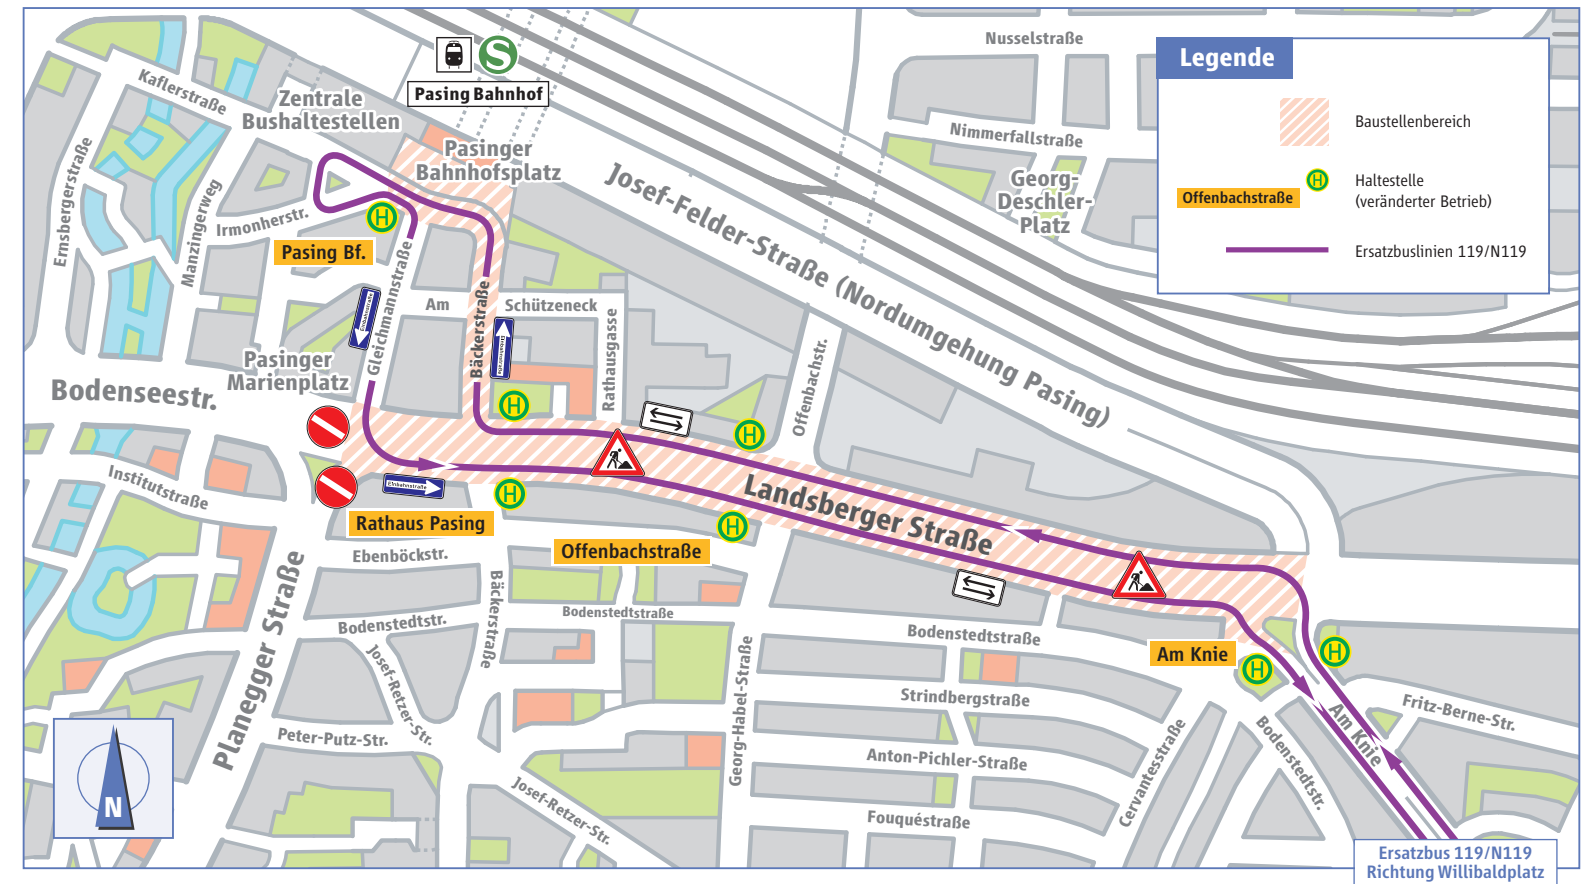 Legende
Baustellenbereich
Offenbachstraße
H
Haltestelle
(veränderter Betrieb)
Ersatzbuslinien 119/N119
Nusselstraße
Nimmerfallstraße
Georg-
Deschler-
Platz
S
Pasing Bahnhof
Kaflerstraße
Zentrale
Bushaltestellen
Pasinger
Bahnhofsplatz
Josef-Felder-Straße (Nordumgehung Pasing)
Ernsbergerstraße
Manzingerweg
Irmonherstr.
H
Pasing Bf.
Gleichmannstraße
Einbahnstraße
Am
Schützeneck
Bäckerstraße
Einbahnstraße
Rathausgasse
Offenbachstr.
Pasinger
Marienplatz
Bodenseestr.
H
H
Landsberger Straße
Institutstraße
Einbahnstraße
H
Rathaus Pasing
H
Offenbachstraße
Ebenböckstr.
Bäckerstraße
Bodenstedtstraße
Bodenstedtstr.
Josef-Retzer-Str.
Planegger Straße
Peter-Putz-Str.
Josef-Retzer-Str.
Georg-Habel-Straße
Bodenstedtstraße
Strindbergstraße
Anton-Pichler-Straße
Fouquéstraße
Cervantesstraße
Am Knie
H
H
Bodenstedtstr.
Am Knie
Fritz-Berne-Str.
N
Ersatzbus 119/N119
Richtung Willibaldplatz